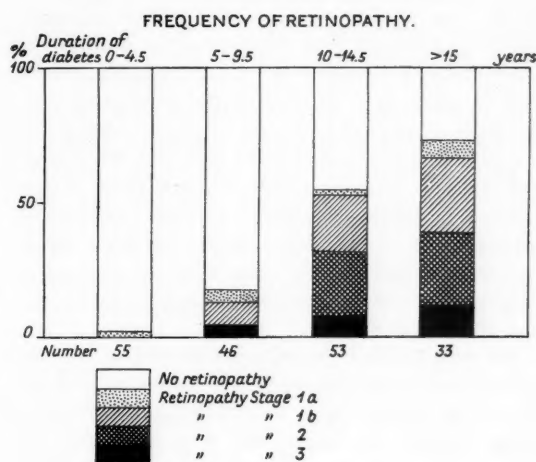 FREQUENCY OF RETINOPATHY.
Duration of
% diabetes 0-4.5 5-9.5 10-14.5 >15 years
100
50
0
Number 55 46 53 33
No retinopathy
Retinopathy Stage 1a
" " 1b
" " 2
" " 3